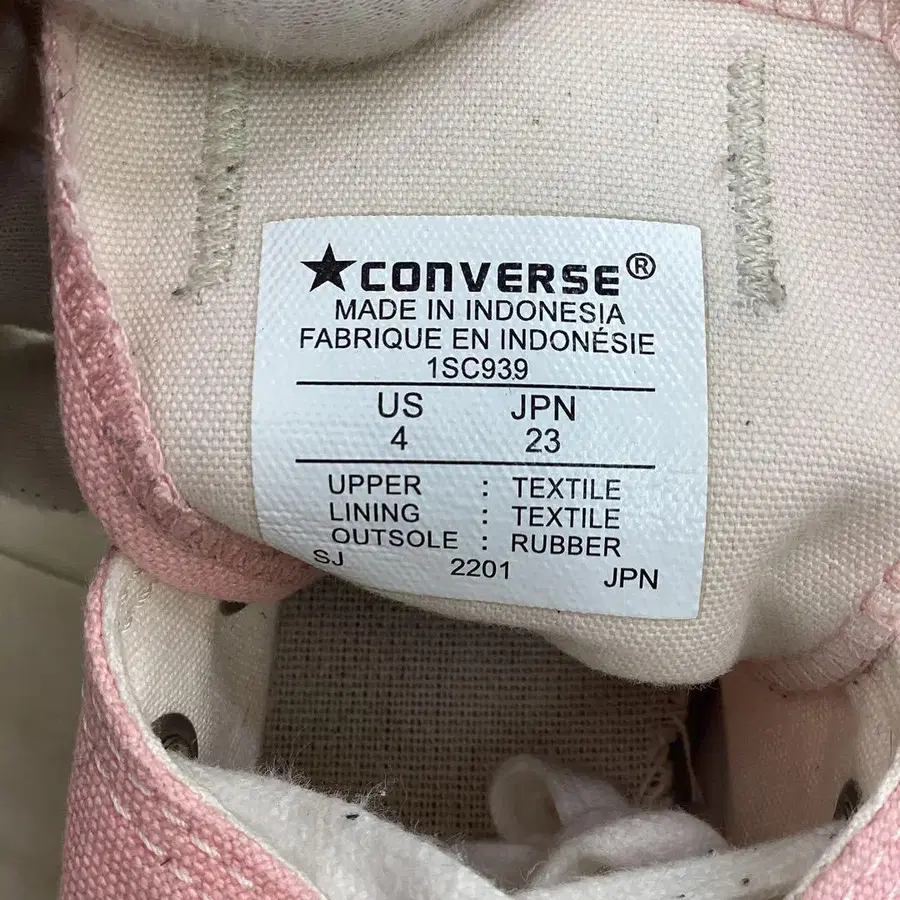 ★CONVERSE®
MADE IN INDONESIA
FABRIQUE EN INDONÉSIE
1SC939
US JPN
4 23
UPPER : TEXTILE
LINING : TEXTILE
OUTSOLE : RUBBER
SJ 2201 JPN